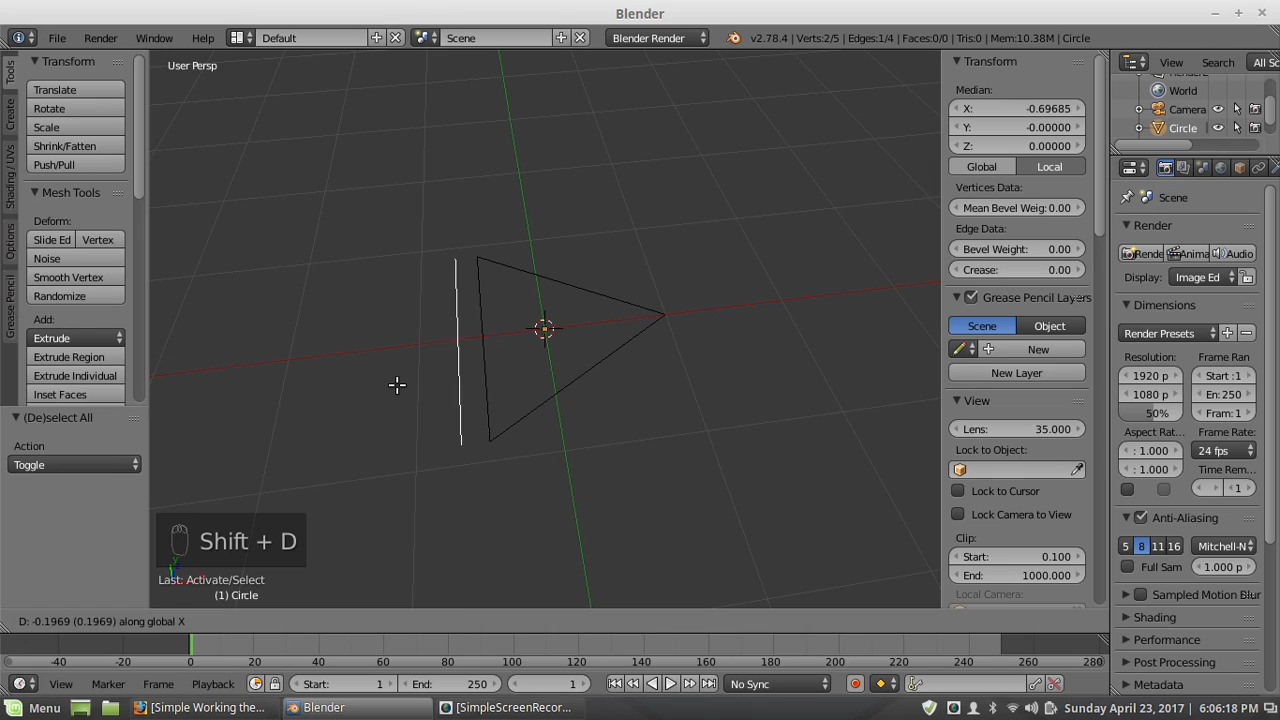 Blender
File Render Window Help Default Scene Blender Render v2.78.4 | Verts:2/5 | Edges:1/4 | Faces:0/0 | Tris:0 | Mem:10.38M | Circle
Tools
Create
Shading / UVs
Options
Grease Pencil
Transform
Translate
Rotate
Scale
Shrink/Fatten
Push/Pull
Mesh Tools
Deform:
Slide Ed Vertex
Noise
Smooth Vertex
Randomize
Add:
Extrude
Extrude Region
Extrude Individual
Inset Faces
(De)select All
Action
Toggle
User Persp
Shift + D
Last: Activate/Select
(1) Circle
Transform
Median:
X: -0.69685
Y: -0.00000
Z: 0.00000
Global Local
Vertices Data:
Mean Bevel Weig: 0.00
Edge Data:
Bevel Weight: 0.00
Crease: 0.00
Grease Pencil Layers
Scene Object
New
New Layer
View
Lens: 35.000
Lock to Object:
Lock to Cursor
Lock Camera to View
Clip:
Start: 0.100
End: 1000.000
Local Camera:
View Search All Sc
World
Camera
Circle
Scene
Render
Rende Anima Audio
Display: Image Ed
Dimensions
Render Presets
Resolution: Frame Ran
1920 p Start :1
1080 p En: 250
50% Fram: 1
Aspect Rat... Frame Rate:
: 1.000 24 fps
: 1.000 Time Rem...
1
Anti-Aliasing
5 8 11 16 Mitchell-N
Full Sam 1.000 p
Sampled Motion Blur
Shading
Performance
Post Processing
Metadata
D: -0.1969 (0.1969) along global X
-40 -20 0 20 40 60 80 100 120 140 160 180 200 220 240 260 280
View Marker Frame Playback Start: 1 End: 250 1 No Sync
Menu [Simple Working the... Blender [SimpleScreenRecor... Sunday April 23, 2017 6:06:18 PM